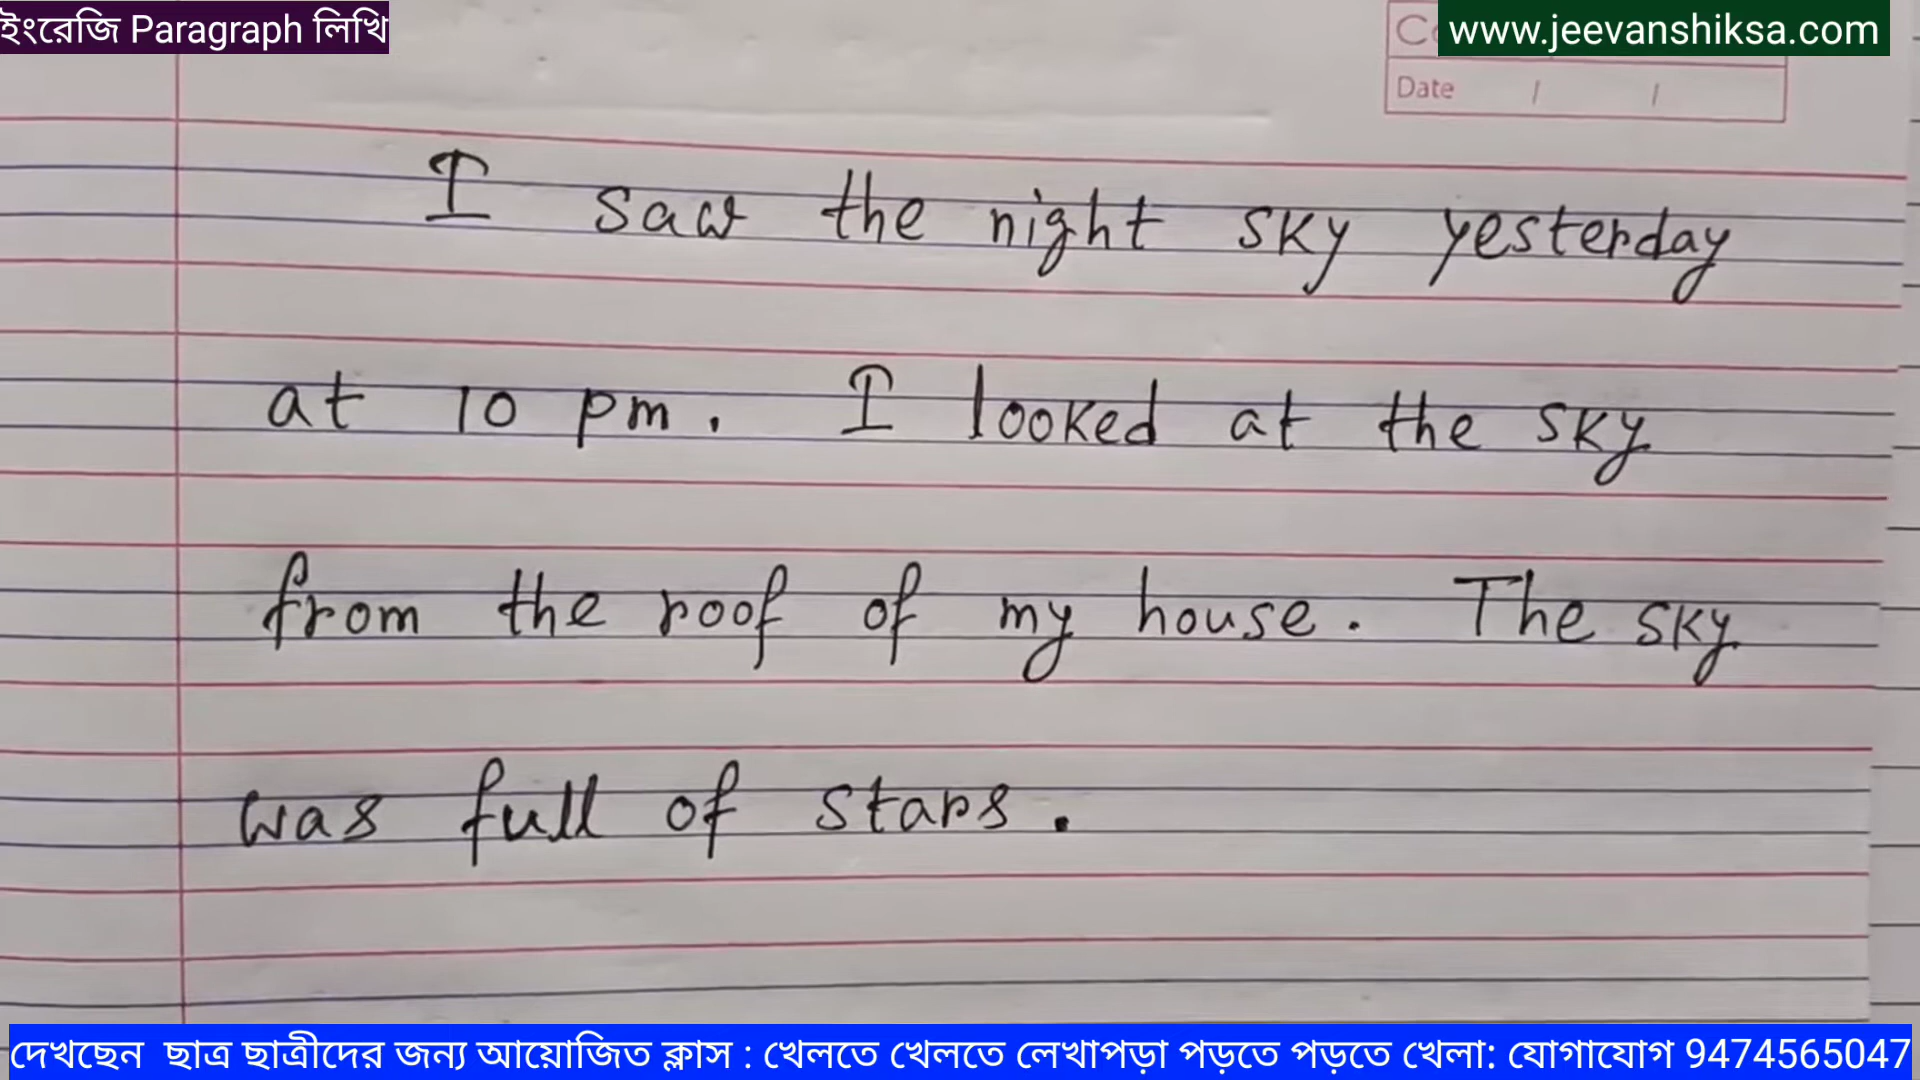 ইংরেজি Paragraph লিখি
www.jeevanshiksa.com
Date / /
I saw the night sky yesterday
at 10 pm. I looked at the sky
from the roof of my house. The sky
was full of stars.
দেখছেন ছাত্র ছাত্রীদের জন্য আয়োজিত ক্লাস : খেলতে খেলতে লেখাপড়া পড়তে পড়তে খেলা: যোগাযোগ 9474565047